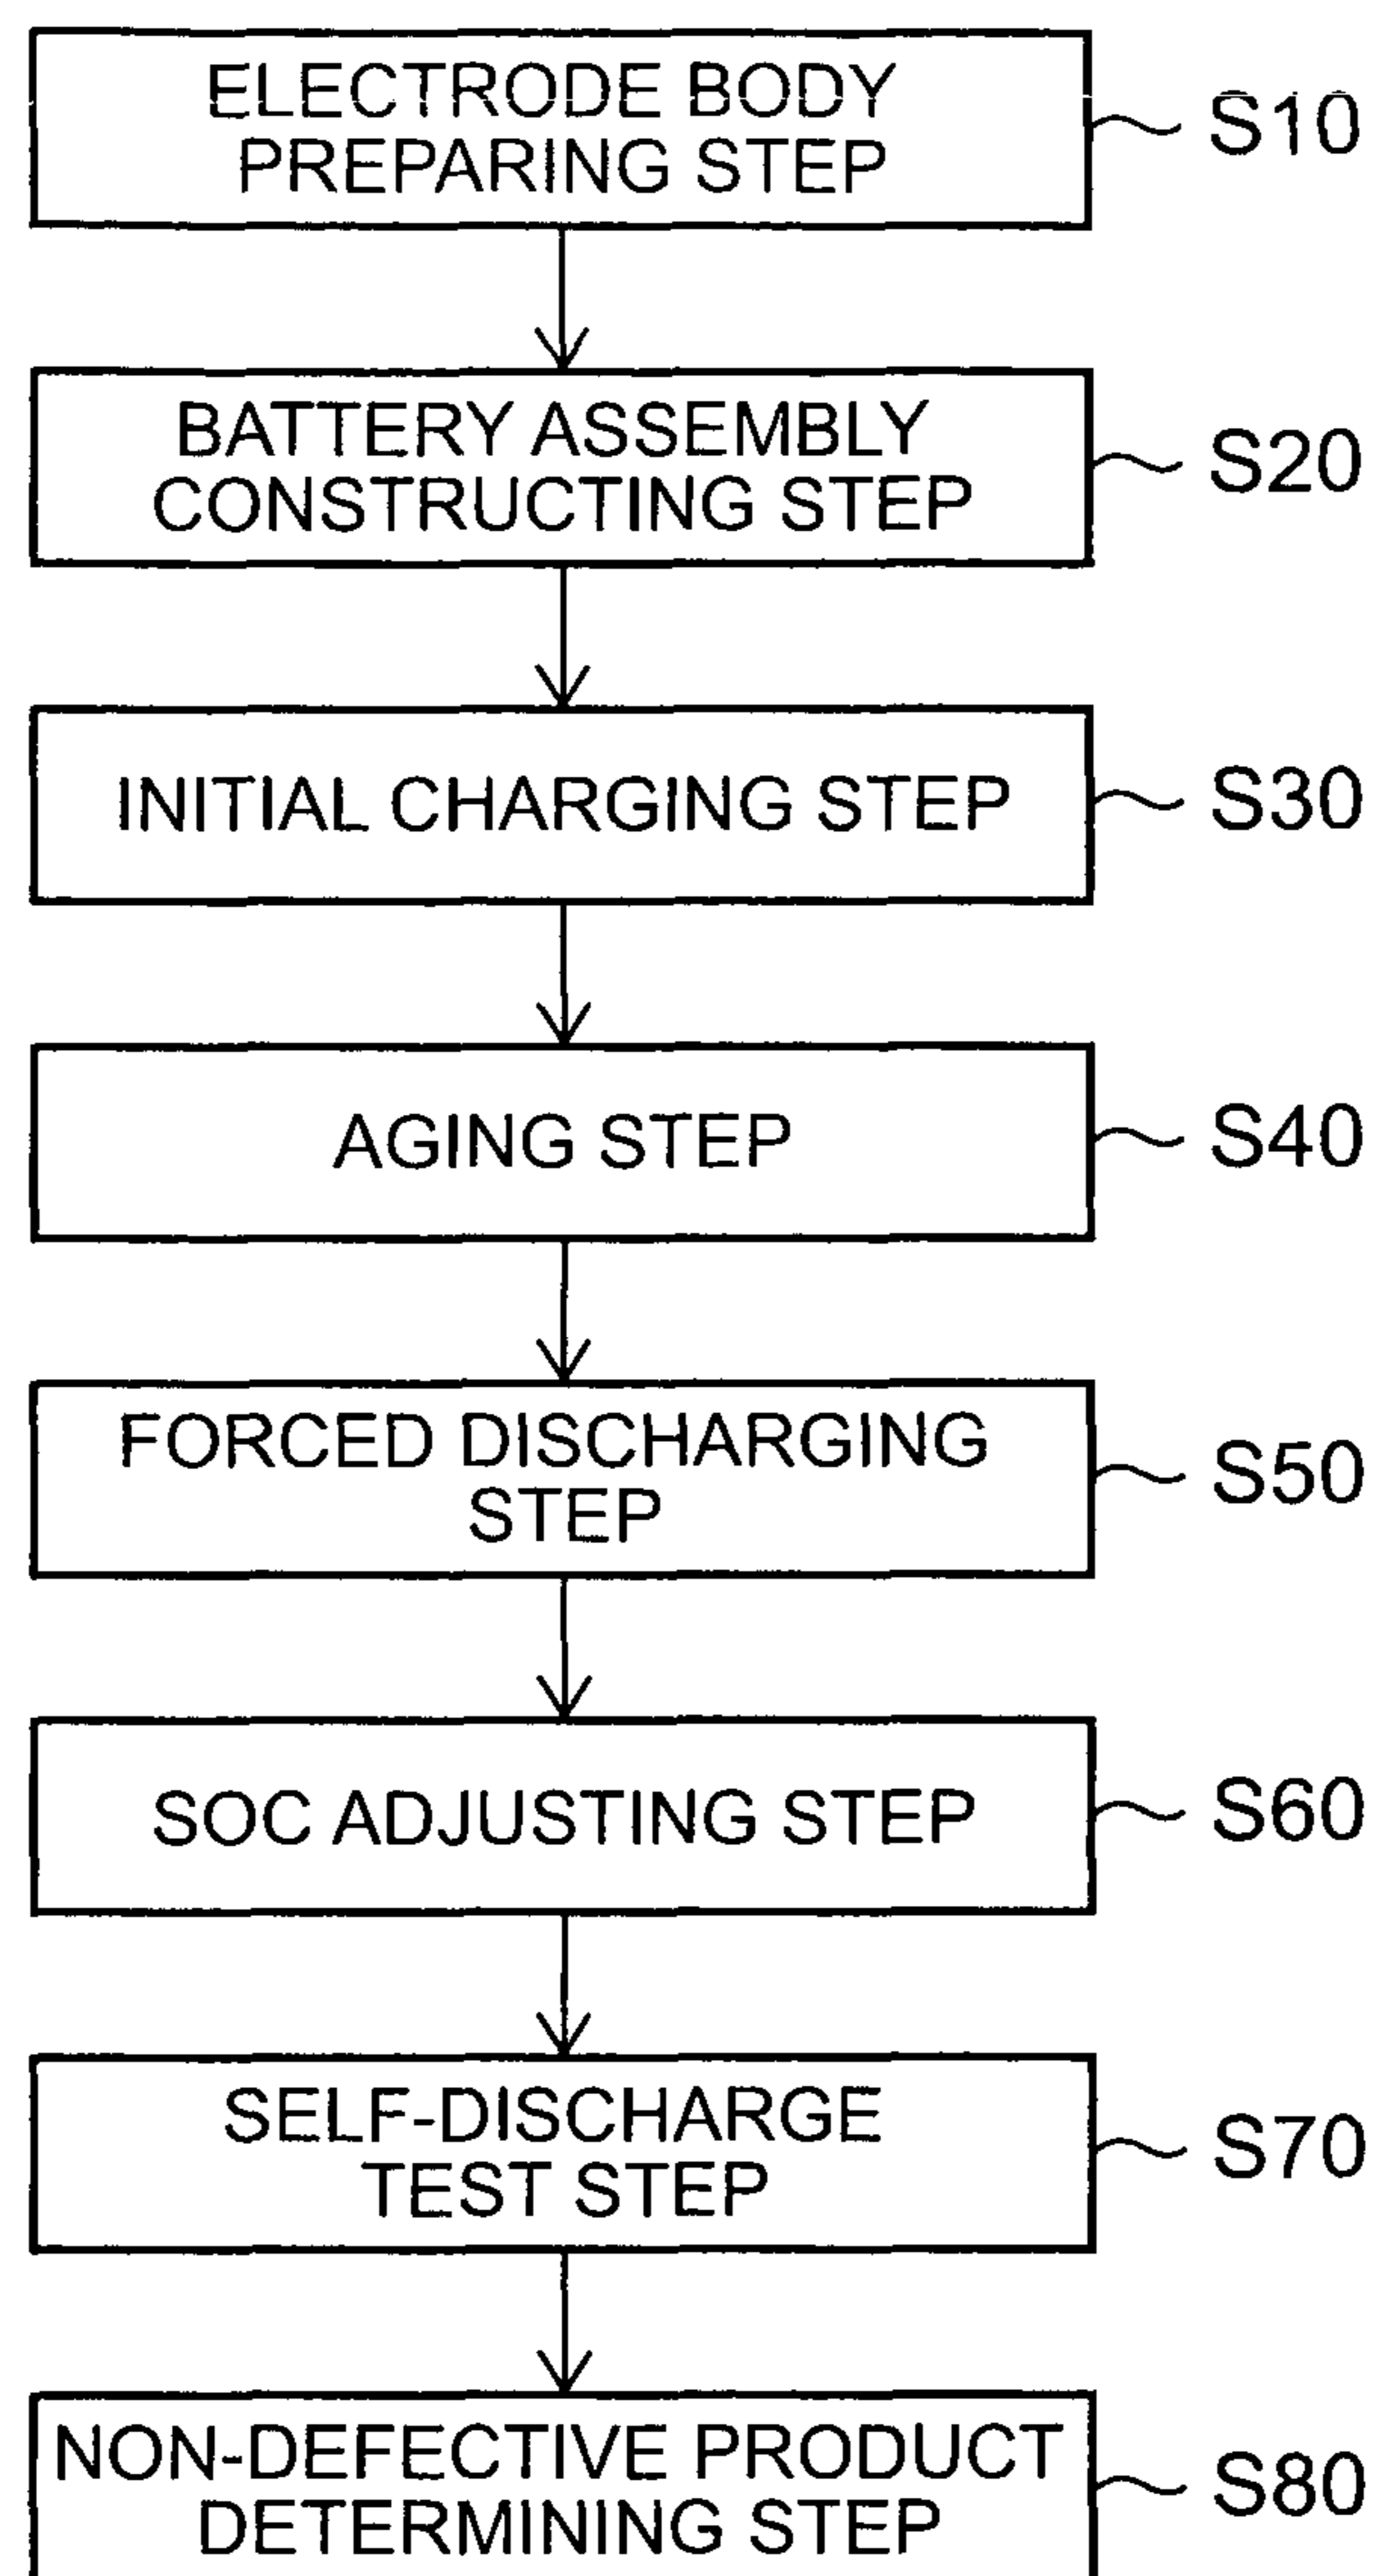 ELECTRODE BODY
PREPARING STEP
S10
BATTERY ASSEMBLY
CONSTRUCTING STEP
S20
INITIAL CHARGING STEP
S30
AGING STEP
S40
FORCED DISCHARGING
STEP
S50
SOC ADJUSTING STEP
S60
SELF-DISCHARGE
TEST STEP
S70
NON-DEFECTIVE PRODUCT
DETERMINING STEP
S80